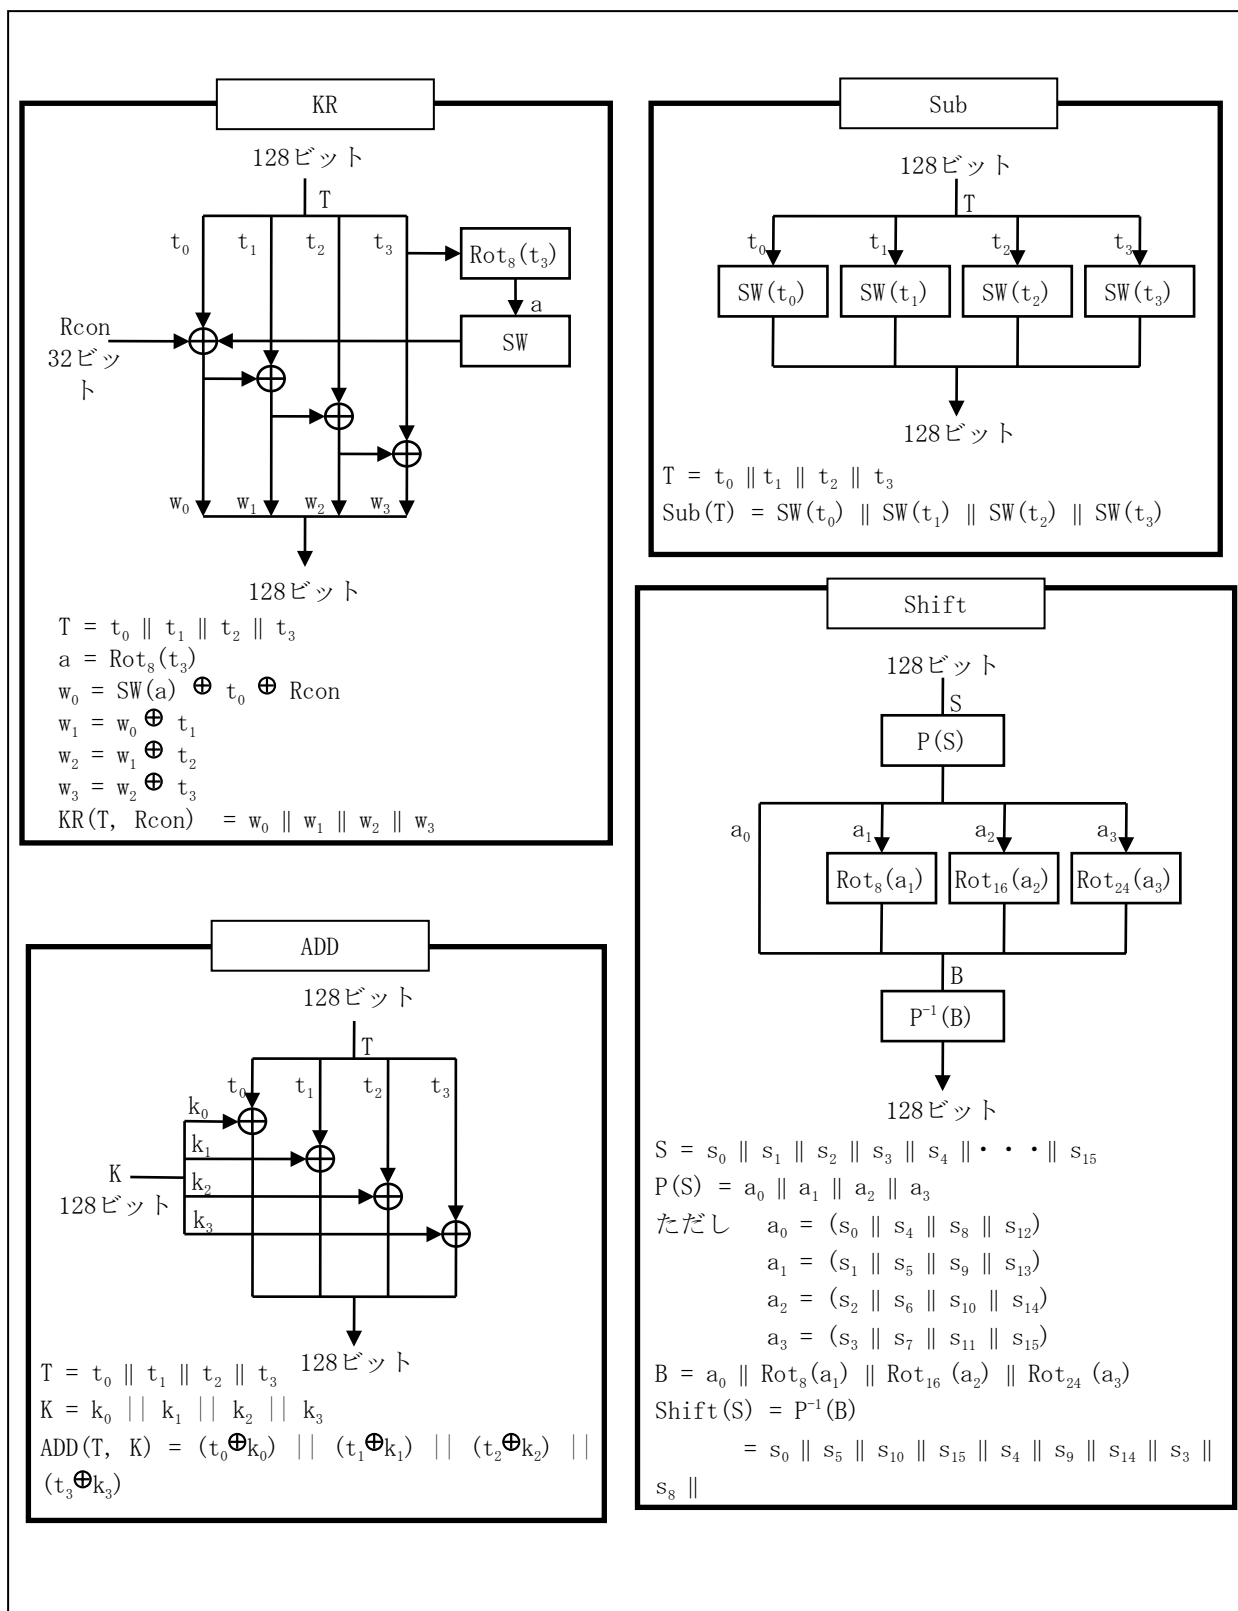 KR
128ビット
T
t₀
t₁
t₂
t₃
Rot₈(t₃)
a
SW
Rcon
32ビッ
ト
w₀
w₁
w₂
w₃
128ビット
T = t₀ ‖ t₁ ‖ t₂ ‖ t₃
a = Rot₈(t₃)
w₀ = SW(a) ⊕ t₀ ⊕ Rcon
w₁ = w₀ ⊕ t₁
w₂ = w₁ ⊕ t₂
w₃ = w₂ ⊕ t₃
KR(T, Rcon) = w₀ ‖ w₁ ‖ w₂ ‖ w₃
Sub
128ビット
T
t₀
t₁
t₂
t₃
SW(t₀)
SW(t₁)
SW(t₂)
SW(t₃)
128ビット
T = t₀ ‖ t₁ ‖ t₂ ‖ t₃
Sub(T) = SW(t₀) ‖ SW(t₁) ‖ SW(t₂) ‖ SW(t₃)
ADD
128ビット
T
t₀
t₁
t₂
t₃
k₀
k₁
K
k₂
128ビット
k₃
128ビット
T = t₀ ‖ t₁ ‖ t₂ ‖ t₃
K = k₀ || k₁ || k₂ || k₃
ADD(T, K) = (t₀⊕k₀) || (t₁⊕k₁) || (t₂⊕k₂) ||
(t₃⊕k₃)
Shift
128ビット
S
P(S)
a₀
a₁
a₂
a₃
Rot₈(a₁)
Rot₁₆(a₂)
Rot₂₄(a₃)
B
P⁻¹(B)
128ビット
S = s₀ ‖ s₁ ‖ s₂ ‖ s₃ ‖ s₄ ‖・・・‖ s₁₅
P(S) = a₀ ‖ a₁ ‖ a₂ ‖ a₃
ただし a₀ = (s₀ ‖ s₄ ‖ s₈ ‖ s₁₂)
a₁ = (s₁ ‖ s₅ ‖ s₉ ‖ s₁₃)
a₂ = (s₂ ‖ s₆ ‖ s₁₀ ‖ s₁₄)
a₃ = (s₃ ‖ s₇ ‖ s₁₁ ‖ s₁₅)
B = a₀ ‖ Rot₈(a₁) ‖ Rot₁₆ (a₂) ‖ Rot₂₄ (a₃)
Shift(S) = P⁻¹(B)
= s₀ ‖ s₅ ‖ s₁₀ ‖ s₁₅ ‖ s₄ ‖ s₉ ‖ s₁₄ ‖ s₃ ‖
s₈ ‖